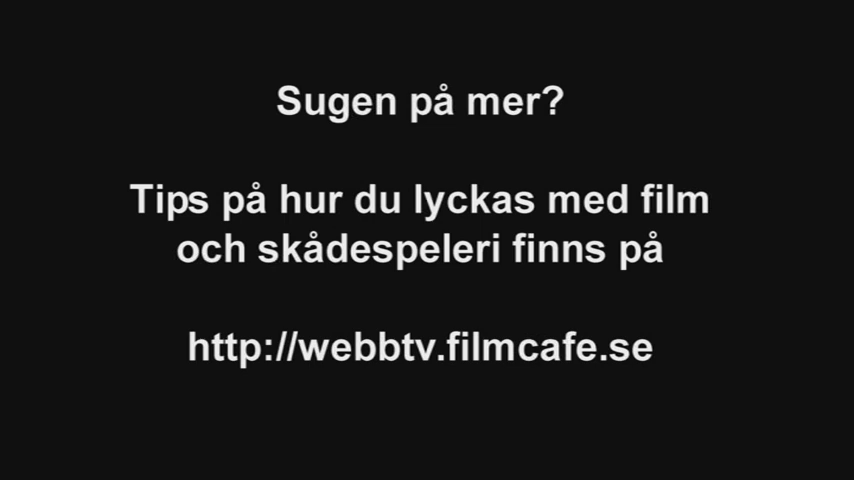 Sugen på mer?
Tips på hur du lyckas med film
och skådespeleri finns på
http://webbtv.filmcafe.se